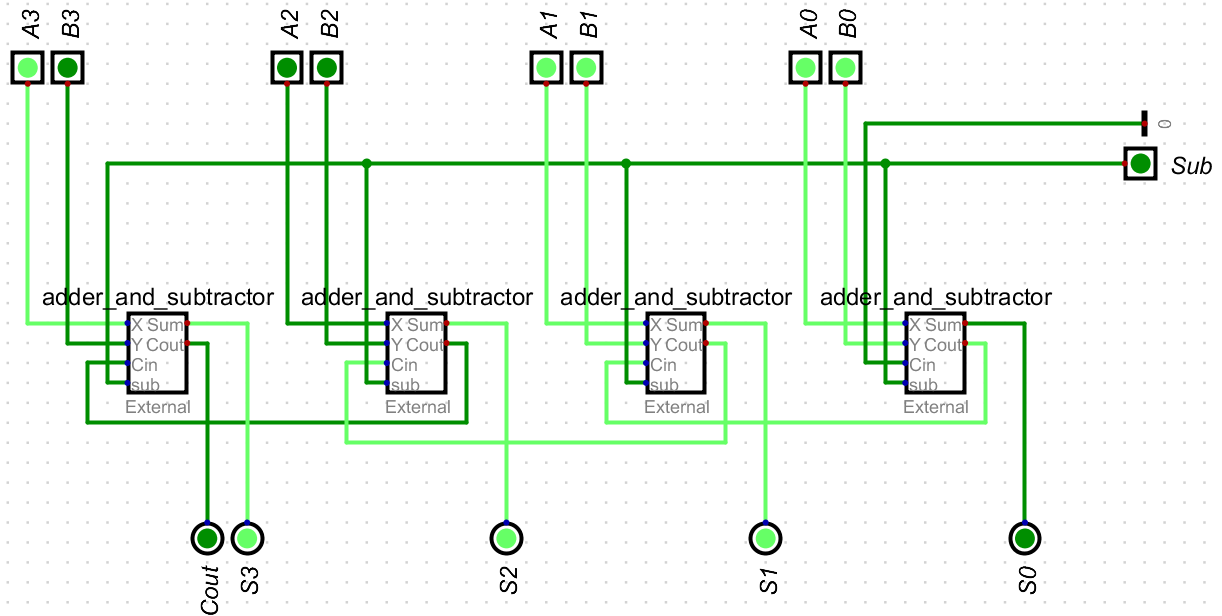 A3
B3
A2
B2
A1
B1
A0
B0
0
Sub
adder_and_subtractor
adder_and_subtractor
adder_and_subtractor
adder_and_subtractor
X Sum
Y Cout
Cin
sub
External
X Sum
Y Cout
Cin
sub
External
X Sum
Y Cout
Cin
sub
External
X Sum
Y Cout
Cin
sub
External
Cout
S3
S2
S1
S0